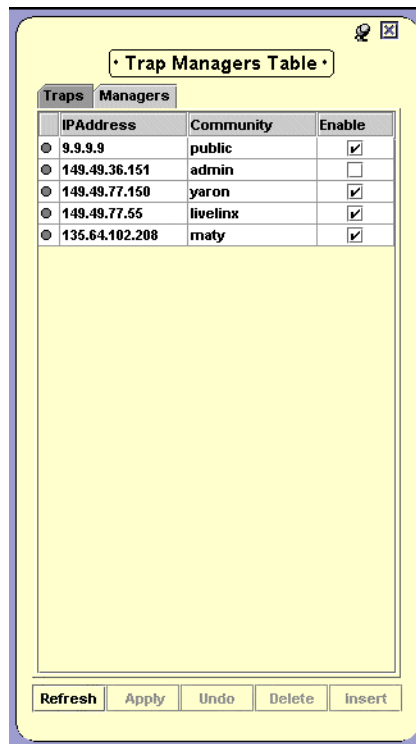 • Trap Managers Table •
Traps Managers
IPAddress Community Enable
9.9.9.9 public
149.49.36.151 admin
149.49.77.150 yaron
149.49.77.55 livelinx
135.64.102.208 maty
Refresh Apply Undo Delete Insert